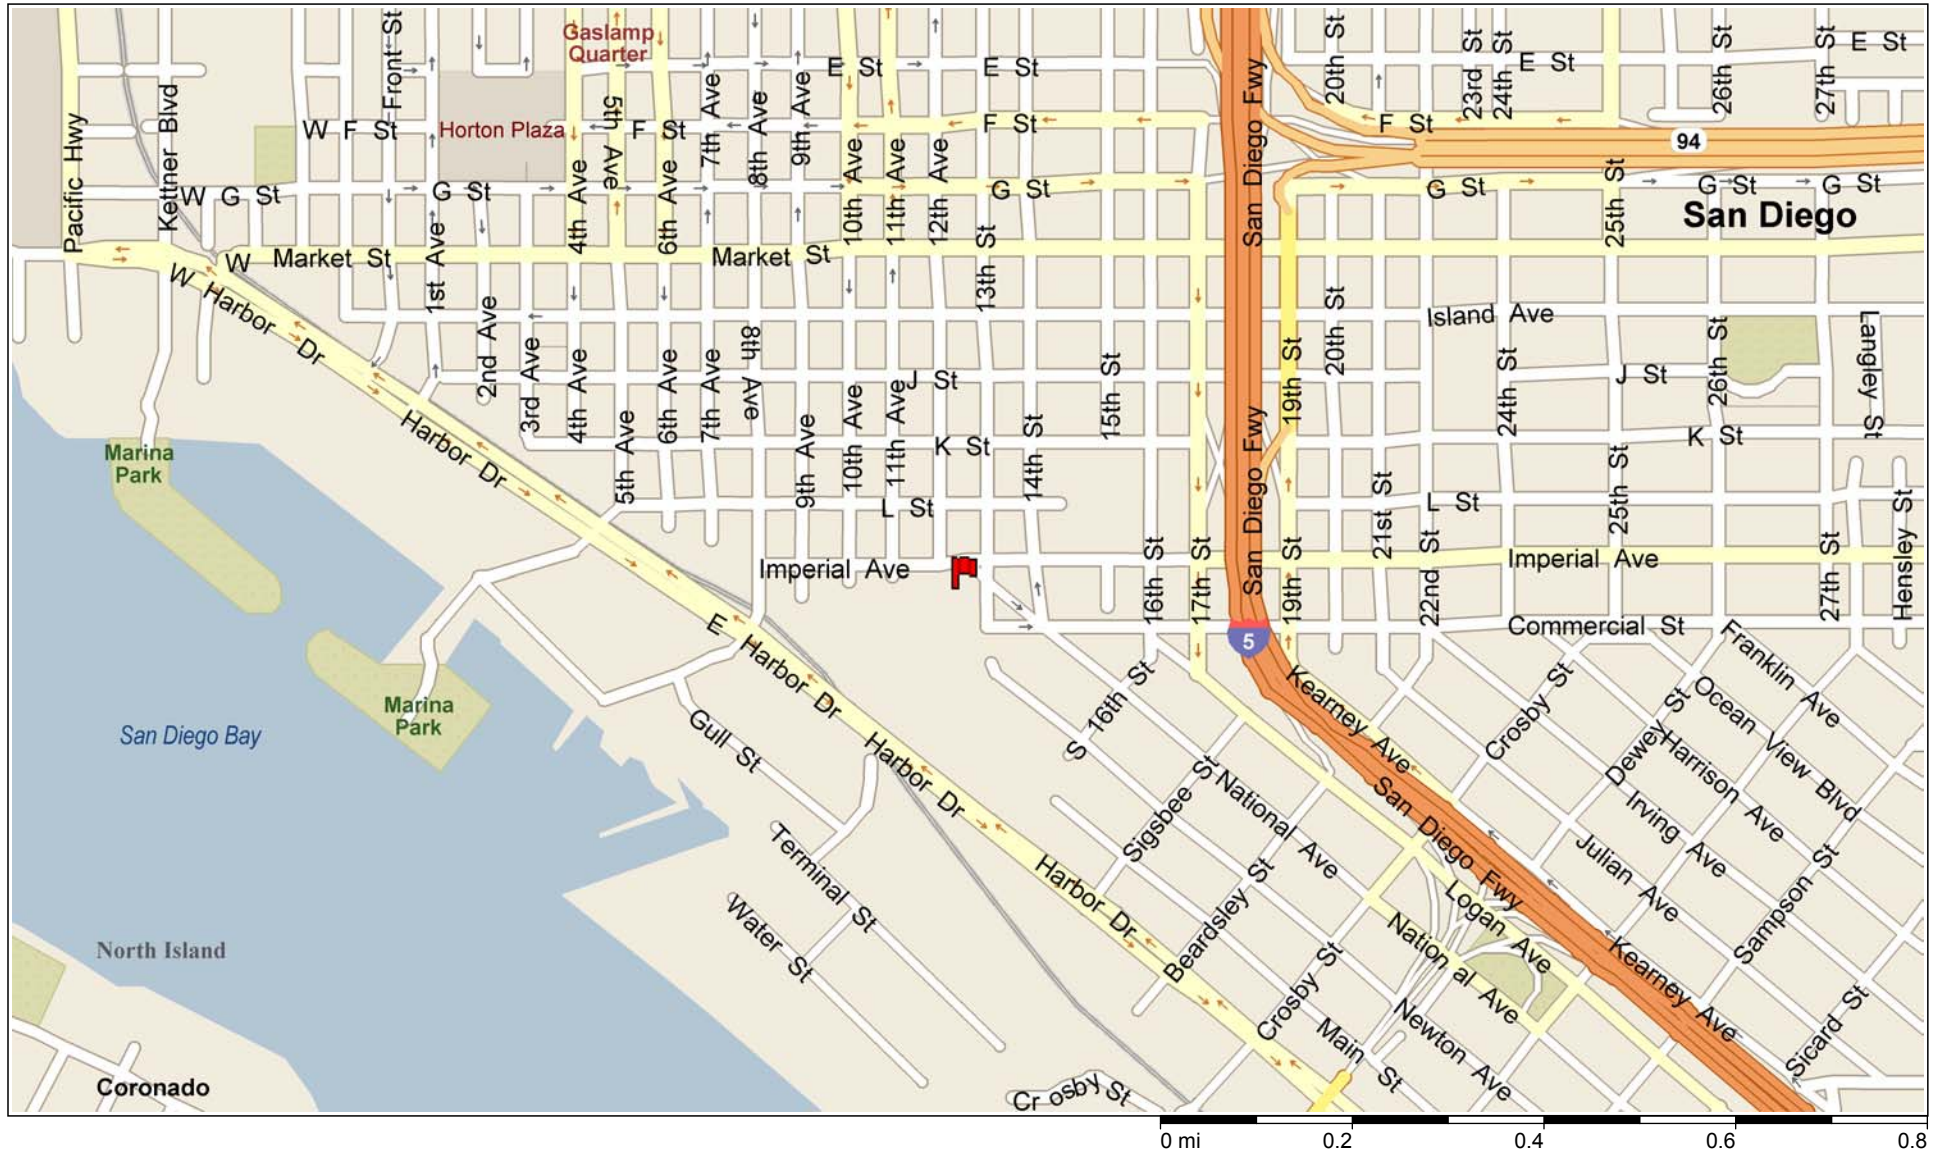 Gaslamp
Quarter
Front St
E St
E St
E St
E St
20th St
23rd St
24th St
26th St
27th St
Pacific Hwy
Kettner Blvd
W F St
Horton Plaza
5th Ave
F St
7th Ave
8th Ave
9th Ave
F St
San Diego Fwy
F St
94
W G St
G St
4th Ave
6th Ave
10th Ave
11th Ave
12th Ave
G St
G St
25th St
G St
G St
San Diego
W Market St
1st Ave
Market St
13th St
W Harbor Dr
2nd Ave
3rd Ave
4th Ave
5th Ave
6th Ave
7th Ave
8th Ave
9th Ave
10th Ave
11th Ave
J St
K St
L St
14th St
15th St
19th St
20th St
Island Ave
24th St
J St
26th St
Langley St
K St
Harbor Dr
Marina
Park
San Diego Fwy
21st St
L St
25th St
Hensley St
Imperial Ave
16th St
17th St
19th St
22nd St
Imperial Ave
27th St
5
Commercial St
Franklin Ave
E Harbor Dr
Marina
Park
San Diego Bay
Gull St
Harbor Dr
S 16th St
Kearney Ave
Crosby St
Dewey St
Ocean View Blvd
Harrison Ave
Irving Ave
Julian Ave
Sampson St
San Diego Fwy
Sigsbee St
National Ave
Terminal St
Harbor Dr
Beardsley St
Logan Ave
National Ave
Water St
North Island
Crosby St
Kearney Ave
Main St
Newton Ave
Sicard St
Coronado
Crosby St
0 mi 0.2 0.4 0.6 0.8